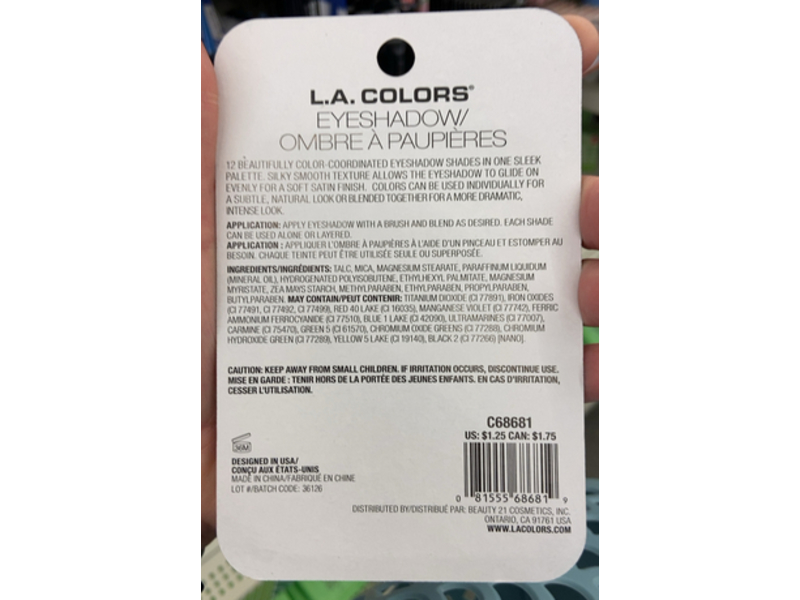 L.A. COLORS®
EYESHADOW/
OMBRE À PAUPIÈRES
12 BEAUTIFULLY COLOR-COORDINATED EYESHADOW SHADES IN ONE SLEEK
PALETTE. SILKY SMOOTH TEXTURE ALLOWS THE EYESHADOW TO GLIDE ON
EVENLY FOR A SOFT SATIN FINISH. COLORS CAN BE USED INDIVIDUALLY FOR
A SUBTLE, NATURAL LOOK OR BLENDED TOGETHER FOR A MORE DRAMATIC,
INTENSE LOOK.
APPLICATION: APPLY EYESHADOW WITH A BRUSH AND BLEND AS DESIRED. EACH SHADE
CAN BE USED ALONE OR LAYERED.
APPLICATION : APPLIQUER L'OMBRE À PAUPIÈRES À L'AIDE D'UN PINCEAU ET ESTOMPER AU
BESOIN. CHAQUE TEINTE PEUT ÊTRE UTILISÉE SEULE OU SUPERPOSÉE.
INGREDIENTS/INGRÉDIENTS: TALC, MICA, MAGNESIUM STEARATE, PARAFFINUM LIQUIDUM
(MINERAL OIL), HYDROGENATED POLYISOBUTENE, ETHYLHEXYL PALMITATE, MAGNESIUM
MYRISTATE, ZEA MAYS STARCH, METHYLPARABEN, ETHYLPARABEN, PROPYLPARABEN,
BUTYLPARABEN. MAY CONTAIN/PEUT CONTENIR: TITANIUM DIOXIDE (CI 77891), IRON OXIDES
(CI 77491, CI 77492, CI 77499), RED 40 LAKE (CI 16035), MANGANESE VIOLET (CI 77742), FERRIC
AMMONIUM FERROCYANIDE (CI 77510), BLUE 1 LAKE (CI 42090), ULTRAMARINES (CI 77007),
CARMINE (CI 75470), GREEN 5 (CI 61570), CHROMIUM OXIDE GREENS (CI 77288), CHROMIUM
HYDROXIDE GREEN (CI 77289), YELLOW 5 LAKE (CI 19140), BLACK 2 (CI 77266) [NANO].
CAUTION: KEEP AWAY FROM SMALL CHILDREN. IF IRRITATION OCCURS, DISCONTINUE USE.
MISE EN GARDE : TENIR HORS DE LA PORTÉE DES JEUNES ENFANTS. EN CAS D'IRRITATION,
CESSER L'UTILISATION.
C68681
US: $1.25 CAN: $1.75
36M
DESIGNED IN USA/
CONÇU AUX ÉTATS-UNIS
MADE IN CHINA/FABRIQUÉ EN CHINE
LOT #/BATCH CODE: 36126
0 81555 68681 9
DISTRIBUTED BY/DISTRIBUÉ PAR: BEAUTY 21 COSMETICS, INC.
ONTARIO, CA 91761 USA
WWW.LACOLORS.COM